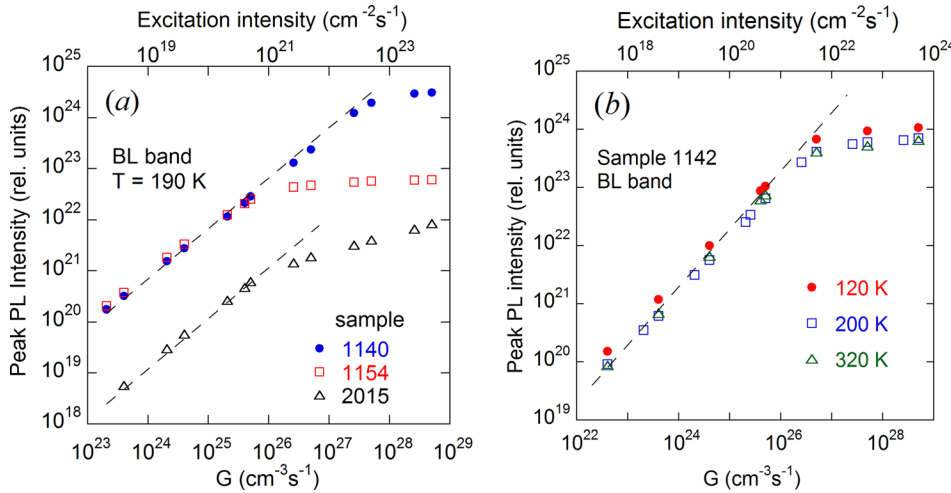 Excitation intensity (cm⁻²s⁻¹)
10¹⁹ 10²¹ 10²³
10²⁵
10²⁴
10²³
10²²
10²¹
10²⁰
10¹⁹
10¹⁸
Peak PL Intensity (rel. units)
(a)
BL band
T = 190 K
sample
1140
1154
2015
10²³ 10²⁴ 10²⁵ 10²⁶ 10²⁷ 10²⁸ 10²⁹
G (cm⁻³s⁻¹)
Excitation intensity (cm⁻²s⁻¹)
10¹⁸ 10²⁰ 10²² 10²⁴
10²⁵
10²⁴
10²³
10²²
10²¹
10²⁰
10¹⁹
Peak PL intensity (rel. units)
(b)
Sample 1142
BL band
120 K
200 K
320 K
10²² 10²⁴ 10²⁶ 10²⁸
G (cm⁻³s⁻¹)